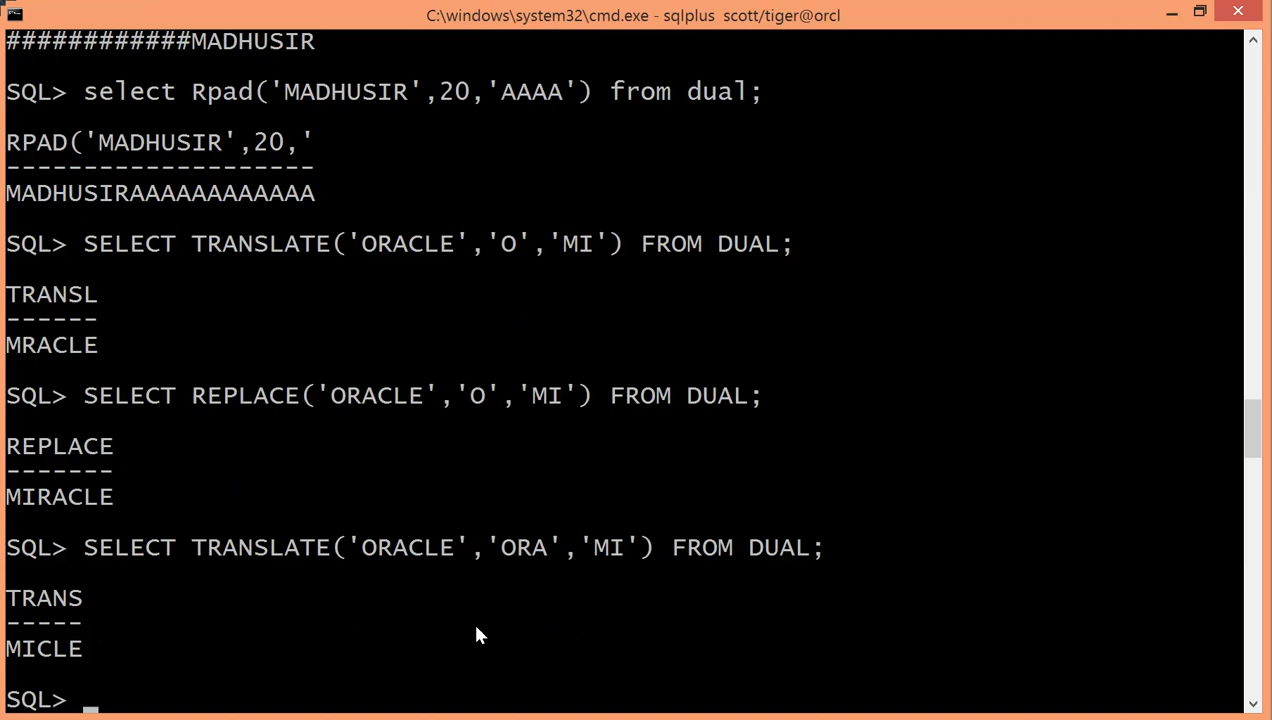 C:\windows\system32\cmd.exe - sqlplus  scott/tiger@orcl
############MADHUSIR
SQL> select Rpad('MADHUSIR',20,'AAAA') from dual;
RPAD('MADHUSIR',20,'
--------------------
MADHUSIRAAAAAAAAAAAA
SQL> SELECT TRANSLATE('ORACLE','O','MI') FROM DUAL;
TRANSL
------
MRACLE
SQL> SELECT REPLACE('ORACLE','O','MI') FROM DUAL;
REPLACE
-------
MIRACLE
SQL> SELECT TRANSLATE('ORACLE','ORA','MI') FROM DUAL;
TRANS
-----
MICLE
SQL> _